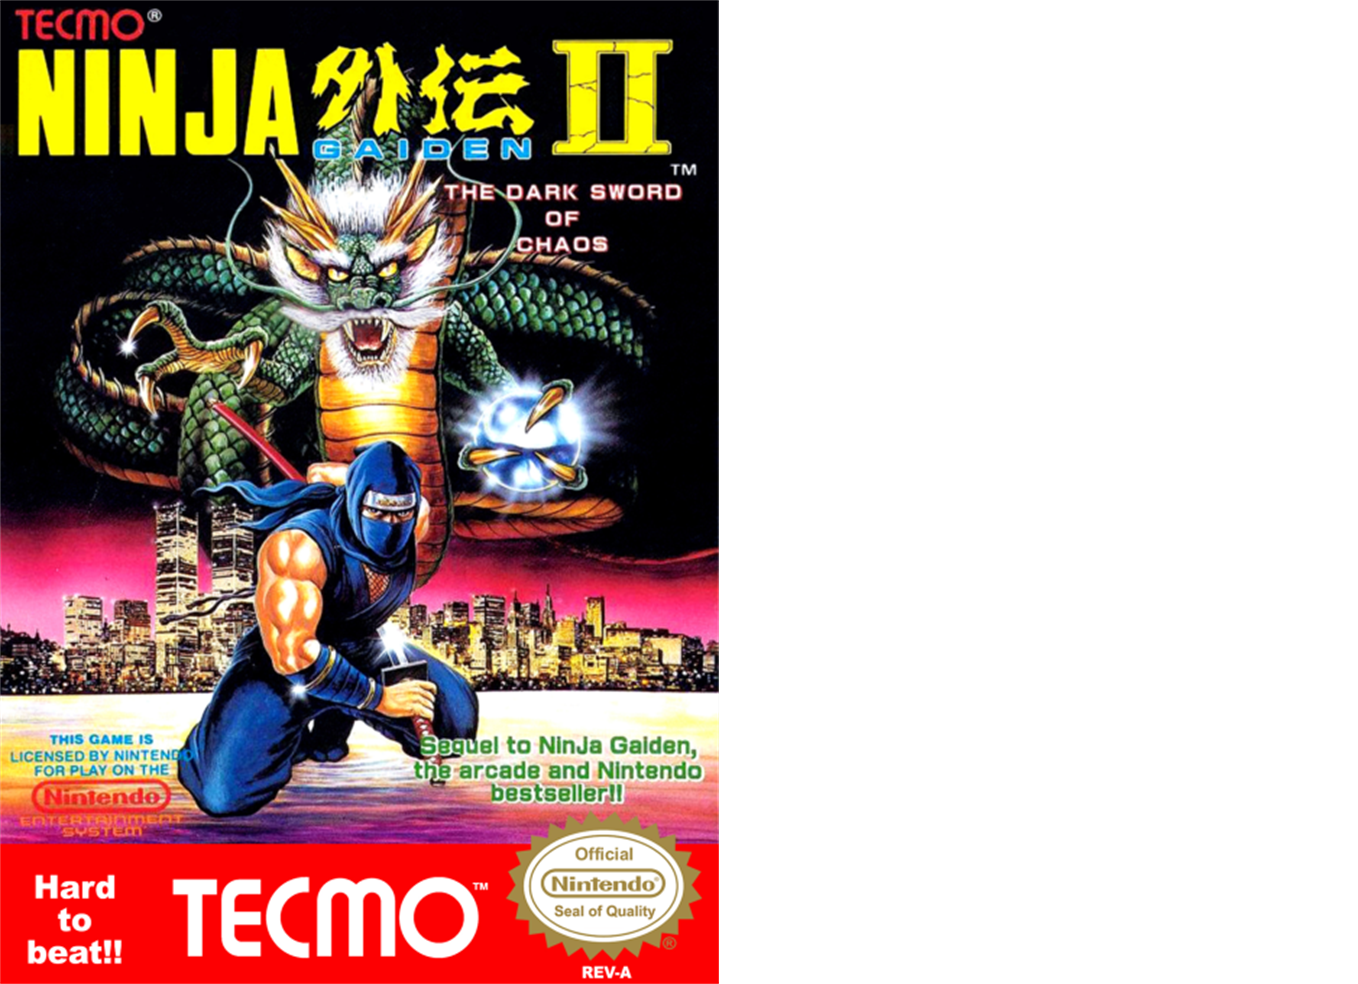 TECMO®
NINJA 外伝 II
GAIDEN
™
THE DARK SWORD
OF
CHAOS
THIS GAME IS
LICENSED BY NINTENDO
FOR PLAY ON THE
Nintendo
ENTERTAINMENT
SYSTEM
Sequel to Ninja Gaiden,
the arcade and Nintendo
bestseller!!
Hard
to
beat!!
TECMO™
Official
Nintendo®
Seal of Quality
®
REV-A